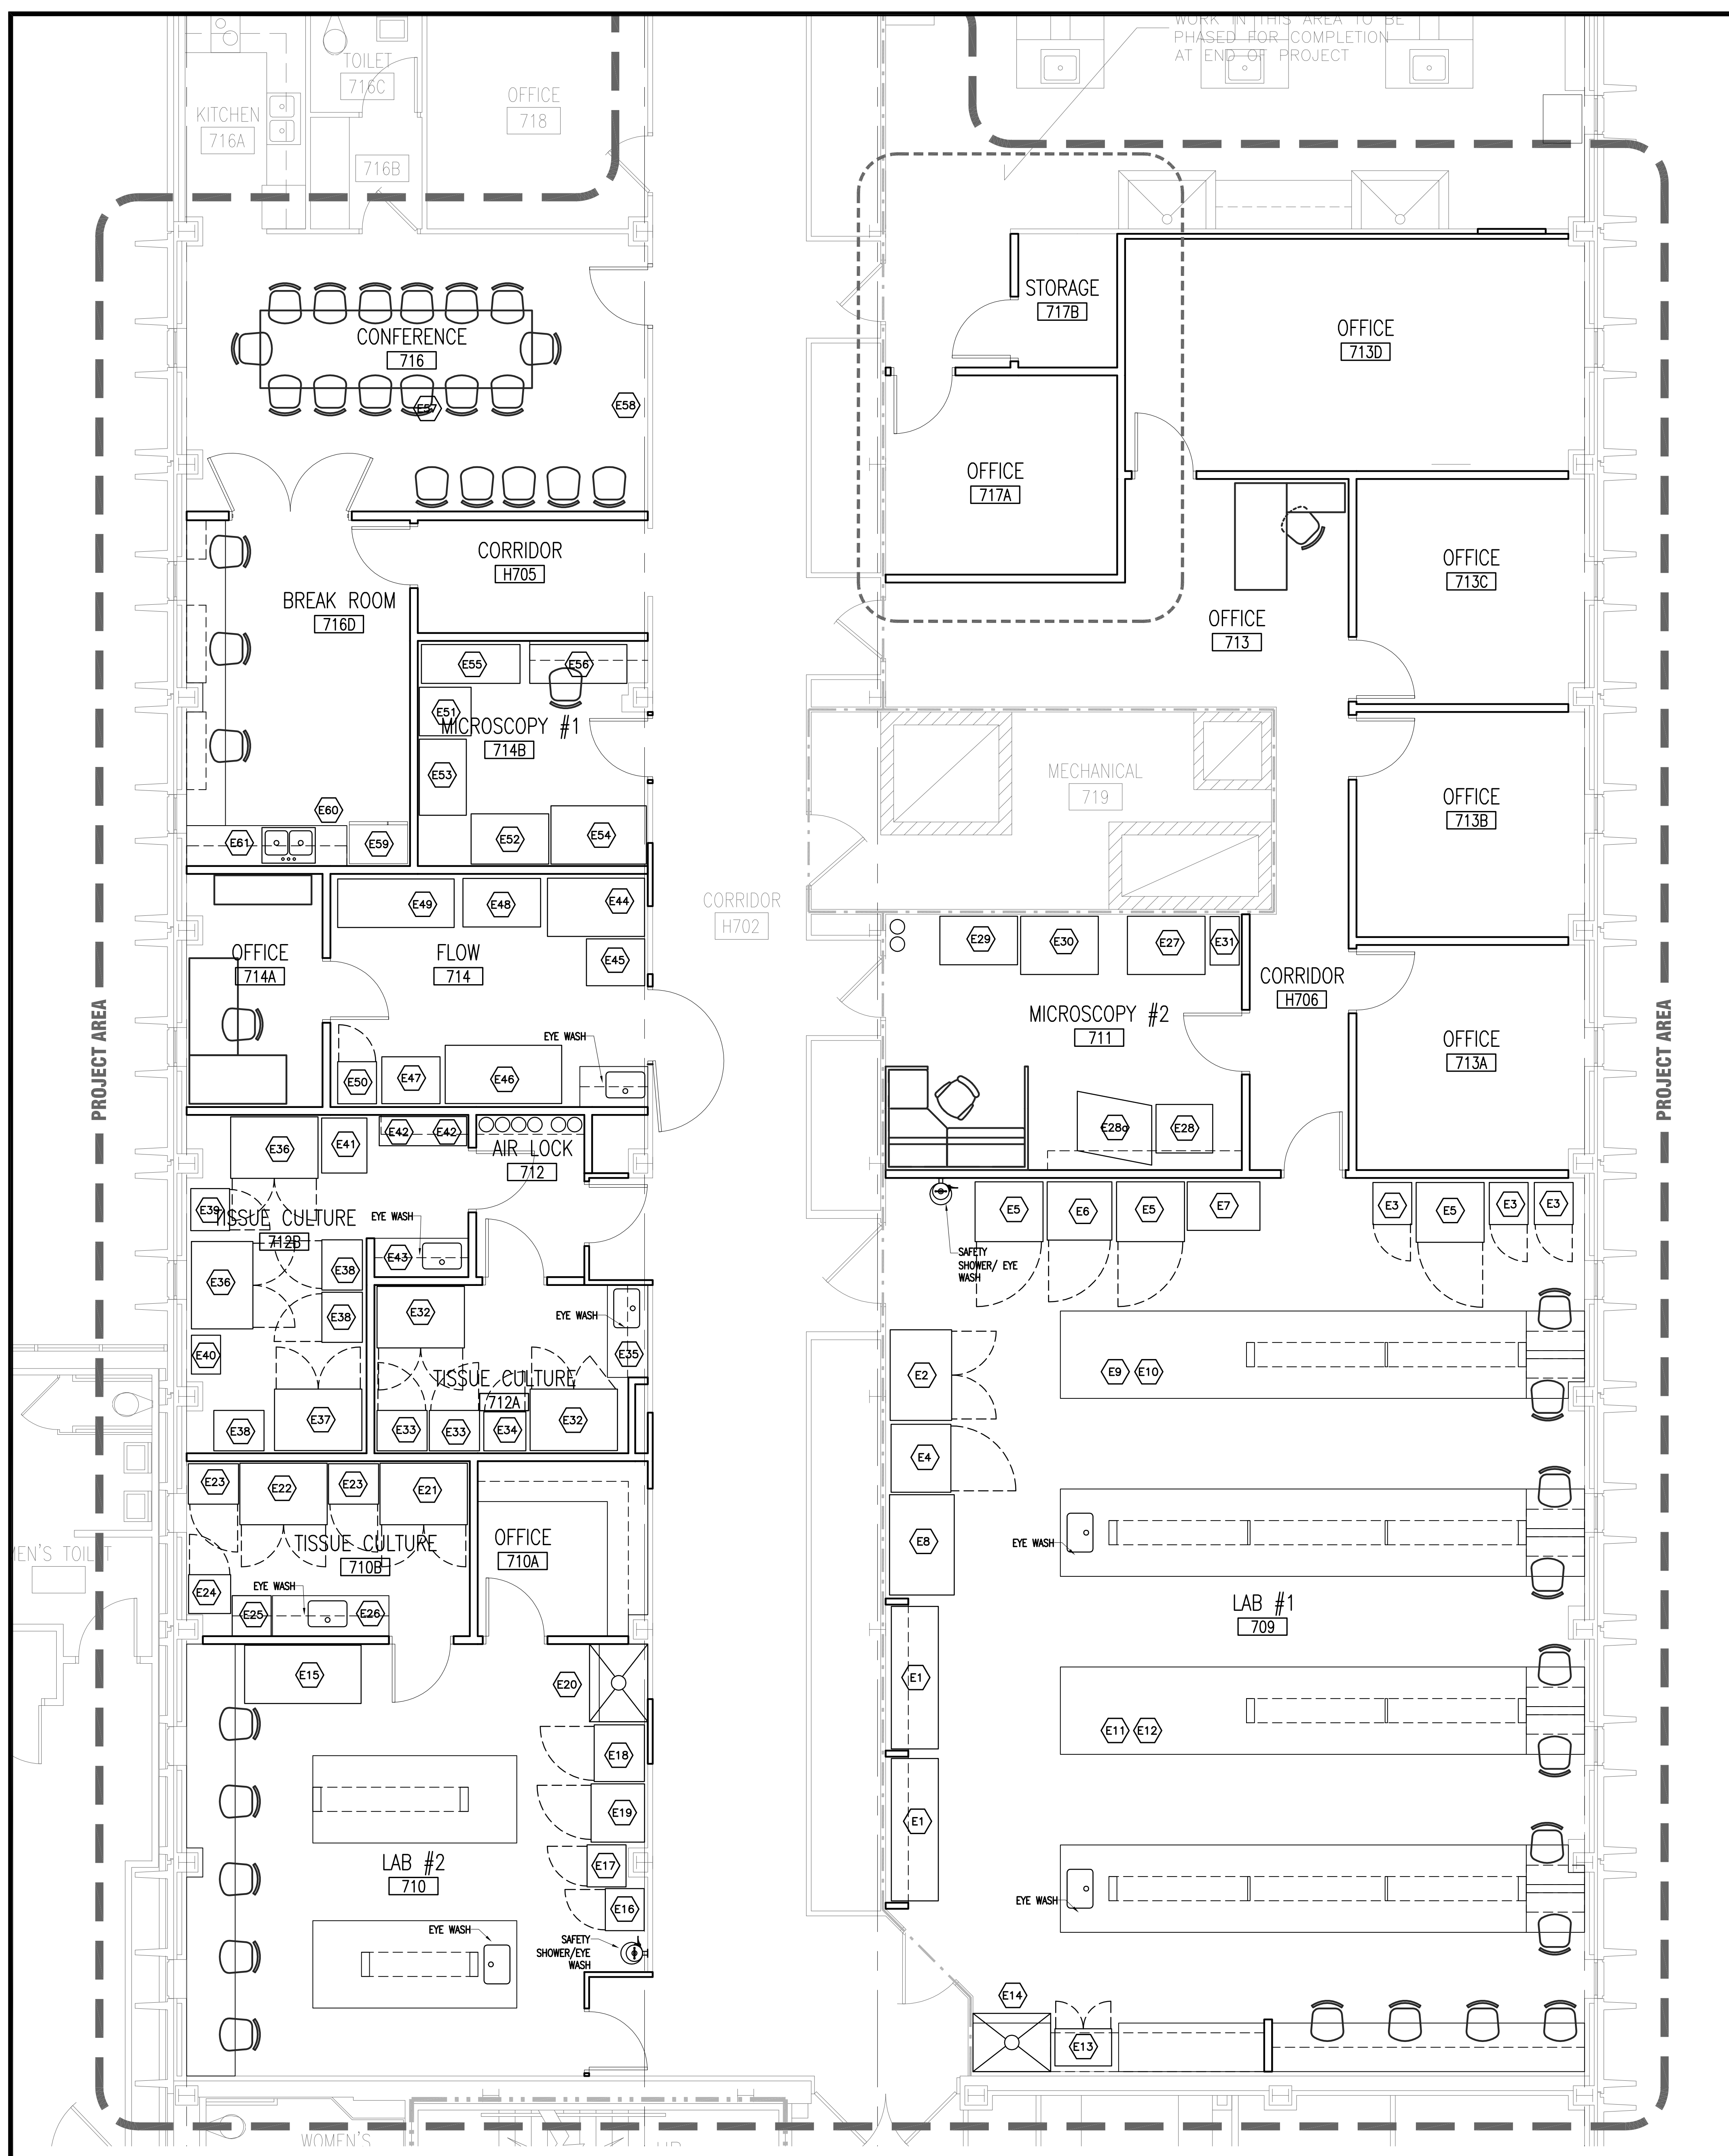 WORK IN THIS AREA TO BE
PHASED FOR COMPLETION
AT END OF PROJECT
TOILET
716C
KITCHEN
716A
OFFICE
718
716B
STORAGE
717B
CONFERENCE
716
E57
E58
OFFICE
713D
OFFICE
717A
CORRIDOR
H705
BREAK ROOM
716D
OFFICE
713C
OFFICE
713
E55
E56
E51
MICROSCOPY #1
714B
E53
E52
E54
E60
E61
E59
MECHANICAL
719
OFFICE
713B
CORRIDOR
H702
E49
E48
E44
E45
OFFICE
714A
FLOW
714
EYE WASH
E50
E47
E46
E29
E30
E27
E31
MICROSCOPY #2
711
CORRIDOR
H706
OFFICE
713A
E28a
E28
PROJECT AREA
PROJECT AREA
E36
E41
E42
E42
AIR LOCK
712
E39
TISSUE CULTURE
712B
EYE WASH
E43
E36
E38
E38
E40
E38
E37
E32
EYE WASH
E35
TISSUE CULTURE
712A
E33
E33
E34
E32
E23
E22
E23
E21
TISSUE CULTURE
710B
OFFICE
710A
E24
EYE WASH
E25
E26
SAFETY
SHOWER/ EYE
WASH
E5
E6
E5
E7
E3
E5
E3
E3
E2
E9
E10
E4
E8
EYE WASH
LAB #1
709
E1
E11
E12
E1
EYE WASH
E15
E20
E18
E19
E17
E16
LAB #2
710
EYE WASH
SAFETY
SHOWER/EYE
WASH
E14
E13
MEN'S TOILET
WOMEN'S
UP